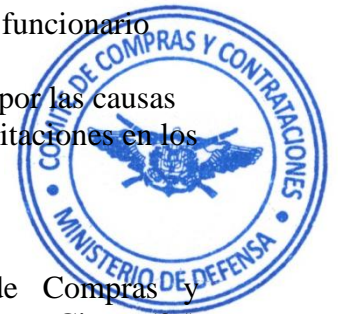 funcionario
por las causas
itaciones en los
de Compras y
COMITÉ DE COMPRAS Y CONTRATACIONES
MINISTERIO DE DEFENSA